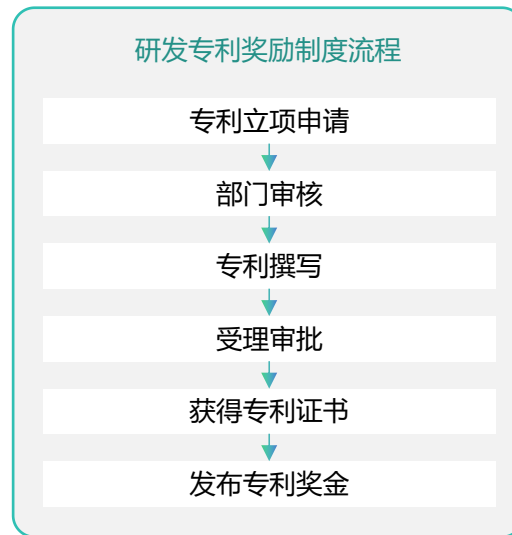 研发专利奖励制度流程
专利立项申请
部门审核
专利撰写
受理审批
获得专利证书
发布专利奖金